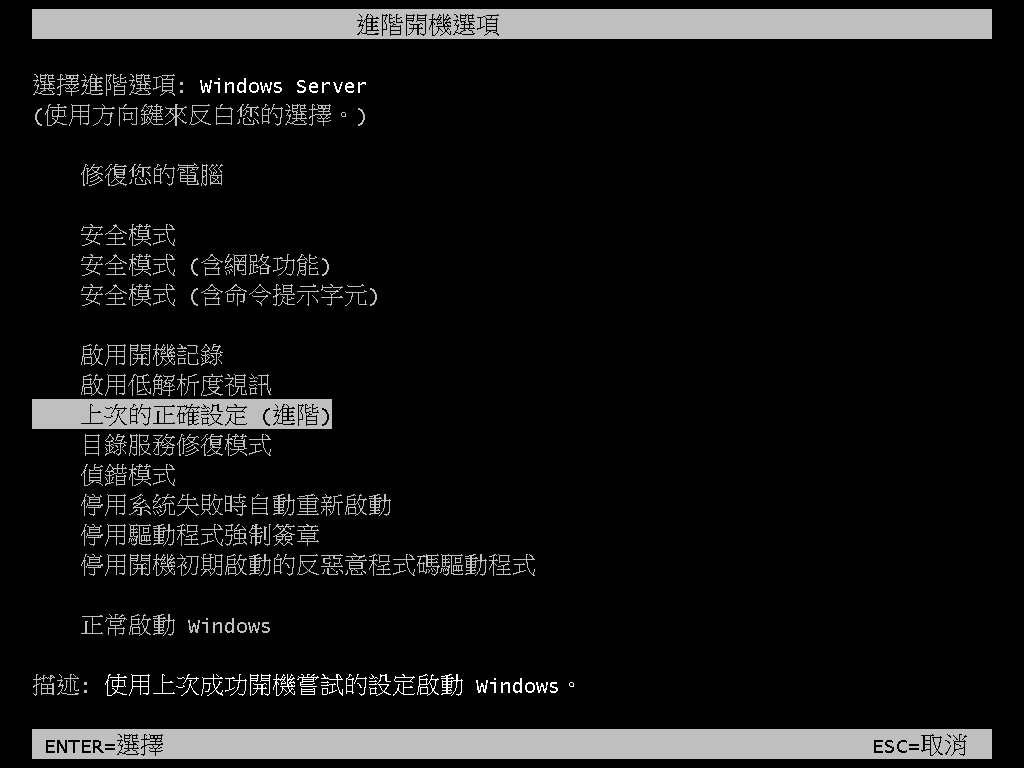 進階開機選項
選擇進階選項: Windows Server
(使用方向鍵來反白您的選擇。)
修復您的電腦
安全模式
安全模式 (含網路功能)
安全模式 (含命令提示字元)
啟用開機記錄
啟用低解析度視訊
上次的正確設定 (進階)
目錄服務修復模式
偵錯模式
停用系統失敗時自動重新啟動
停用驅動程式強制簽章
停用開機初期啟動的反惡意程式碼驅動程式
正常啟動 Windows
描述: 使用上次成功開機嘗試的設定啟動 Windows。
ENTER=選擇 ESC=取消